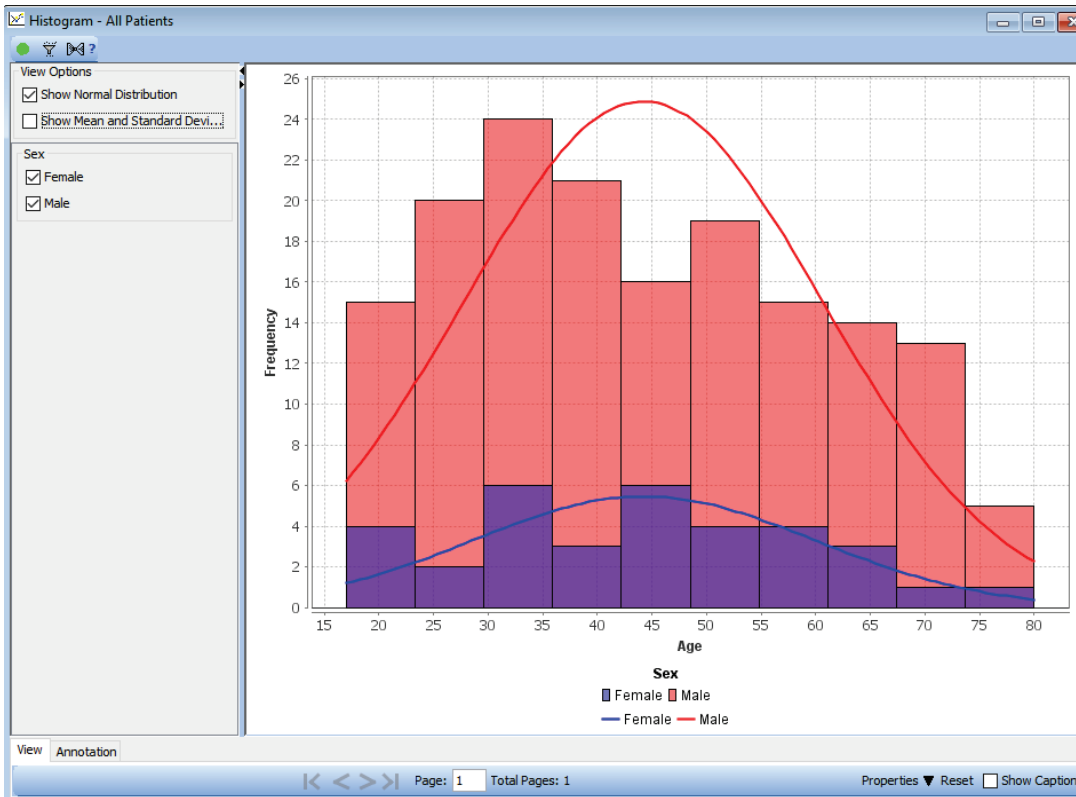 Histogram - All Patients
?
View Options
Show Normal Distribution
Show Mean and Standard Devi...
Sex
Female
Male
26
24
22
20
18
16
14
12
10
8
6
4
2
0
Frequency
15 20 25 30 35 40 45 50 55 60 65 70 75 80
Age
Sex
Female Male
Female Male
View Annotation
Page: 1 Total Pages: 1 Properties ▼ Reset Show Caption